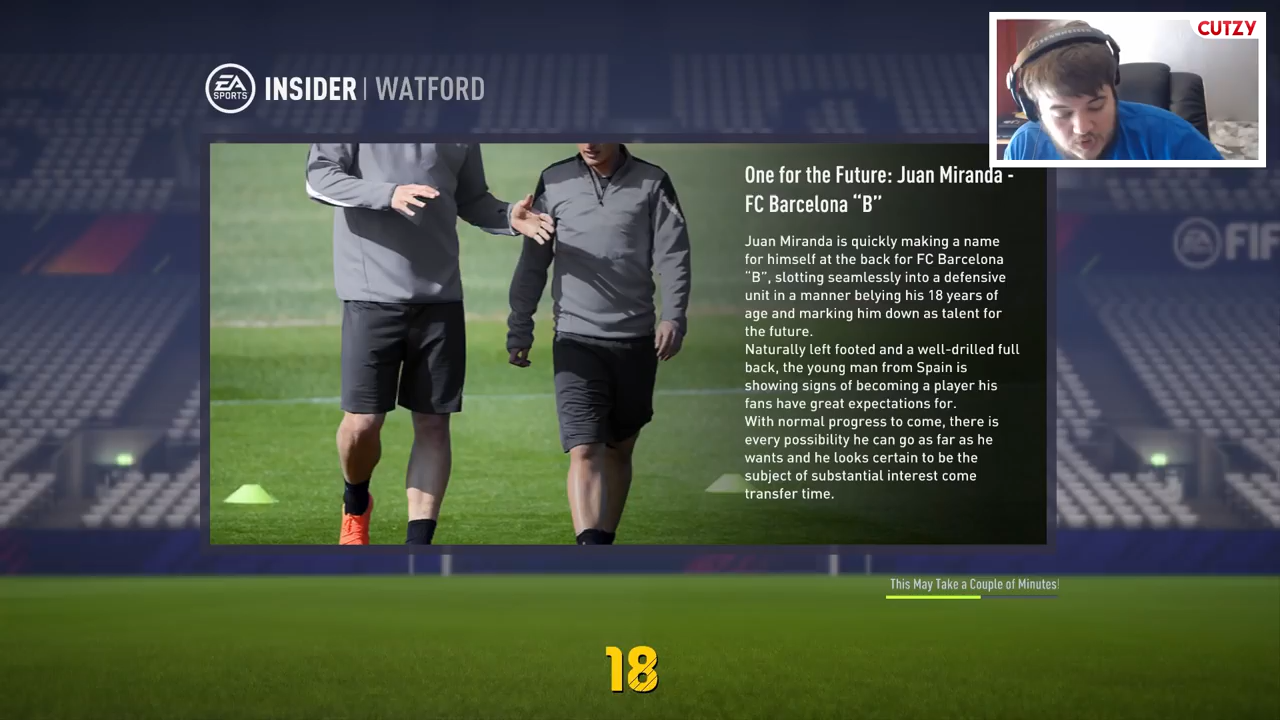 CUTZY
EA SPORTS INSIDER | WATFORD
One for the Future: Juan Miranda -
FC Barcelona “B”
Juan Miranda is quickly making a name
for himself at the back for FC Barcelona
“B”, slotting seamlessly into a defensive
unit in a manner belying his 18 years of
age and marking him down as talent for
the future.
Naturally left footed and a well-drilled full
back, the young man from Spain is
showing signs of becoming a player his
fans have great expectations for.
With normal progress to come, there is
every possibility he can go as far as he
wants and he looks certain to be the
subject of substantial interest come
transfer time.
EA SPORTS FIF
This May Take a Couple of Minutes!
18